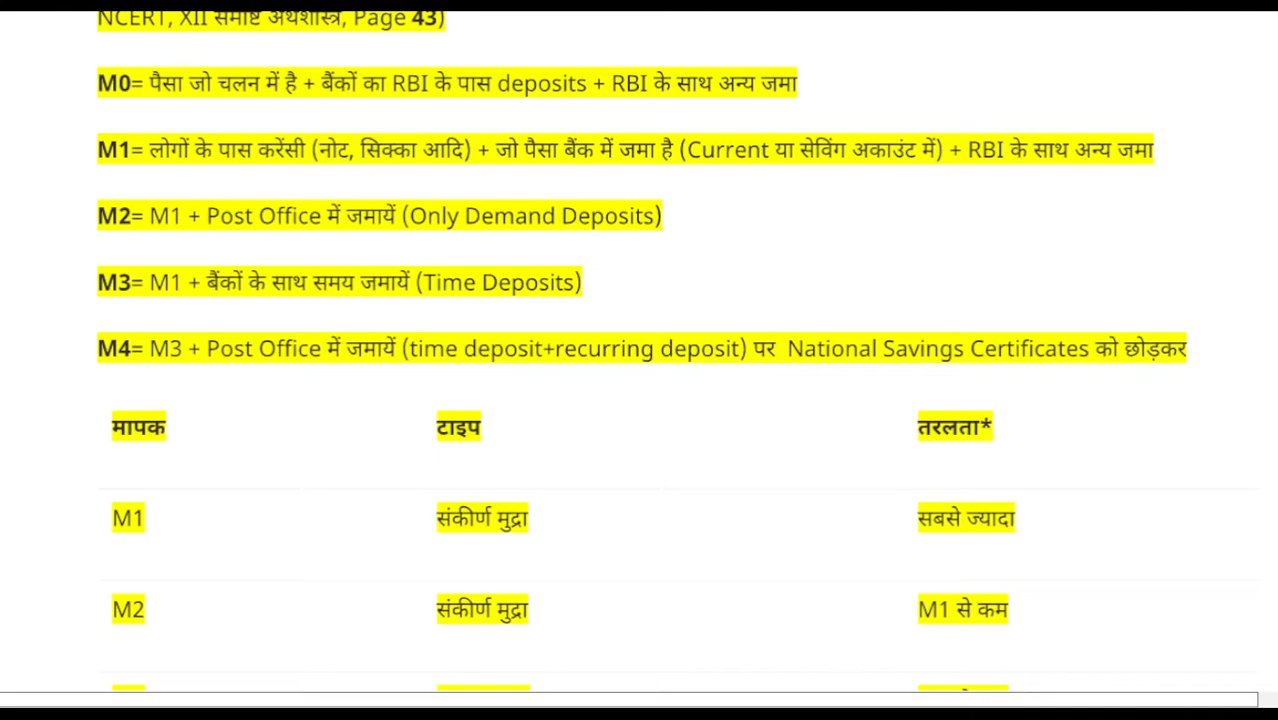 NCERT, XII समष्टि अर्थशास्त्र, Page 43)
M0= पैसा जो चलन में है + बैंकों का RBI के पास deposits + RBI के साथ अन्य जमा
M1= लोगों के पास करेंसी (नोट, सिक्का आदि) + जो पैसा बैंक में जमा है (Current या सेविंग अकाउंट में) + RBI के साथ अन्य जमा
M2= M1 + Post Office में जमायें (Only Demand Deposits)
M3= M1 + बैंकों के साथ समय जमायें (Time Deposits)
M4= M3 + Post Office में जमायें (time deposit+recurring deposit) पर National Savings Certificates को छोड़कर
मापक टाइप तरलता*
M1 संकीर्ण मुद्रा सबसे ज्यादा
M2 संकीर्ण मुद्रा M1 से कम